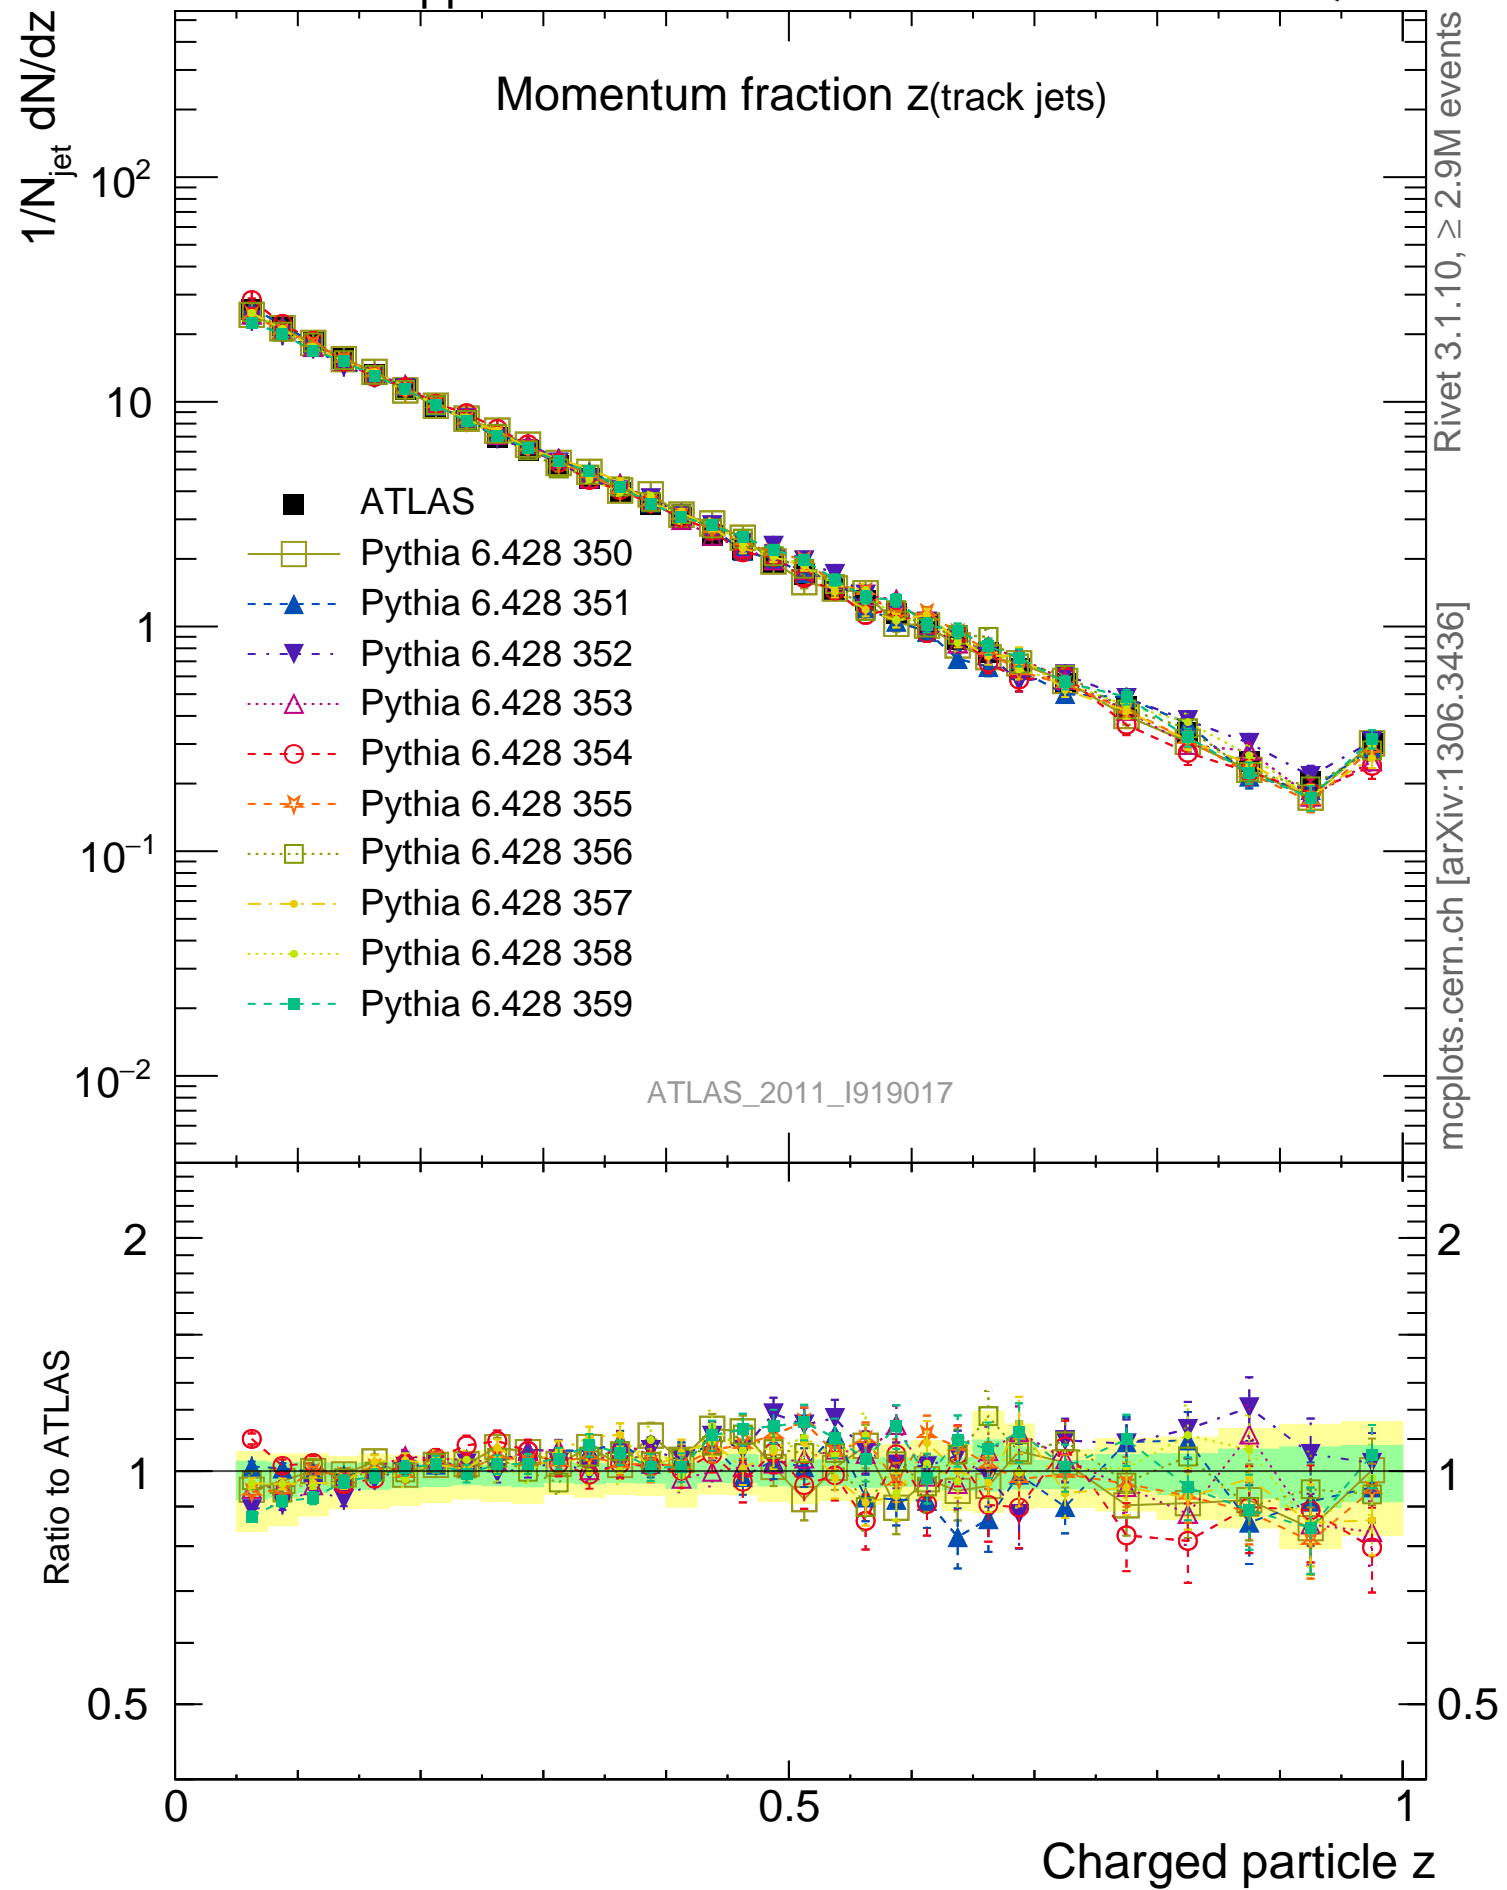 Momentum fraction z(track jets)
1/N_jet dN/dz
10²
10
1
10⁻¹
10⁻²
ATLAS
Pythia 6.428 350
Pythia 6.428 351
Pythia 6.428 352
Pythia 6.428 353
Pythia 6.428 354
Pythia 6.428 355
Pythia 6.428 356
Pythia 6.428 357
Pythia 6.428 358
Pythia 6.428 359
ATLAS_2011_I919017
Rivet 3.1.10, ≥ 2.9M events
mcplots.cern.ch [arXiv:1306.3436]
Ratio to ATLAS
2
1
0.5
2
1
0.5
0
0.5
1
Charged particle z